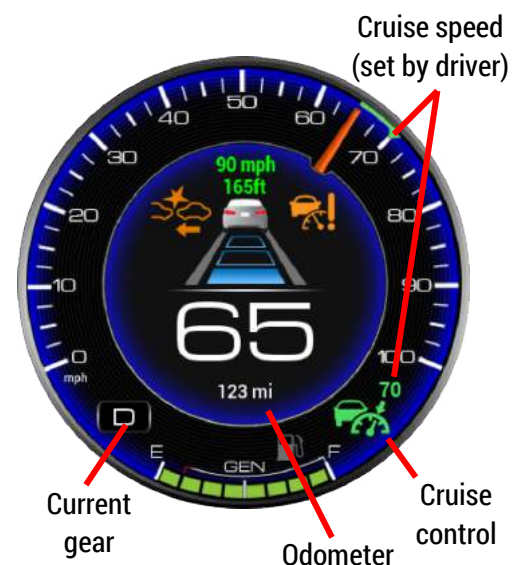 Cruise speed
(set by driver)
50
40
60
30
70
90 mph
165ft
20
80
10
90
65
0
100
mph
123 mi
70
D
E
F
GEN
Current
gear
Cruise
control
Odometer